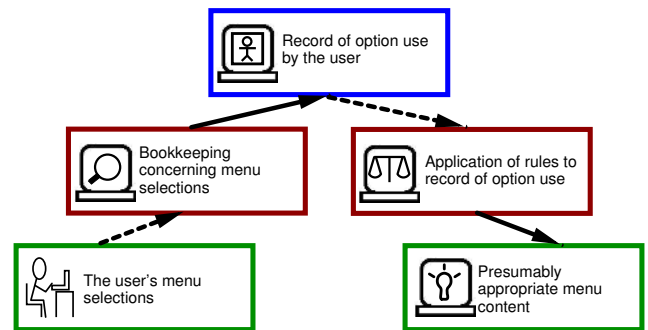 Record of option use
by the user
Bookkeeping
concerning menu
selections
Application of rules to
record of option use
The user's menu
selections
Presumably
appropriate menu
content